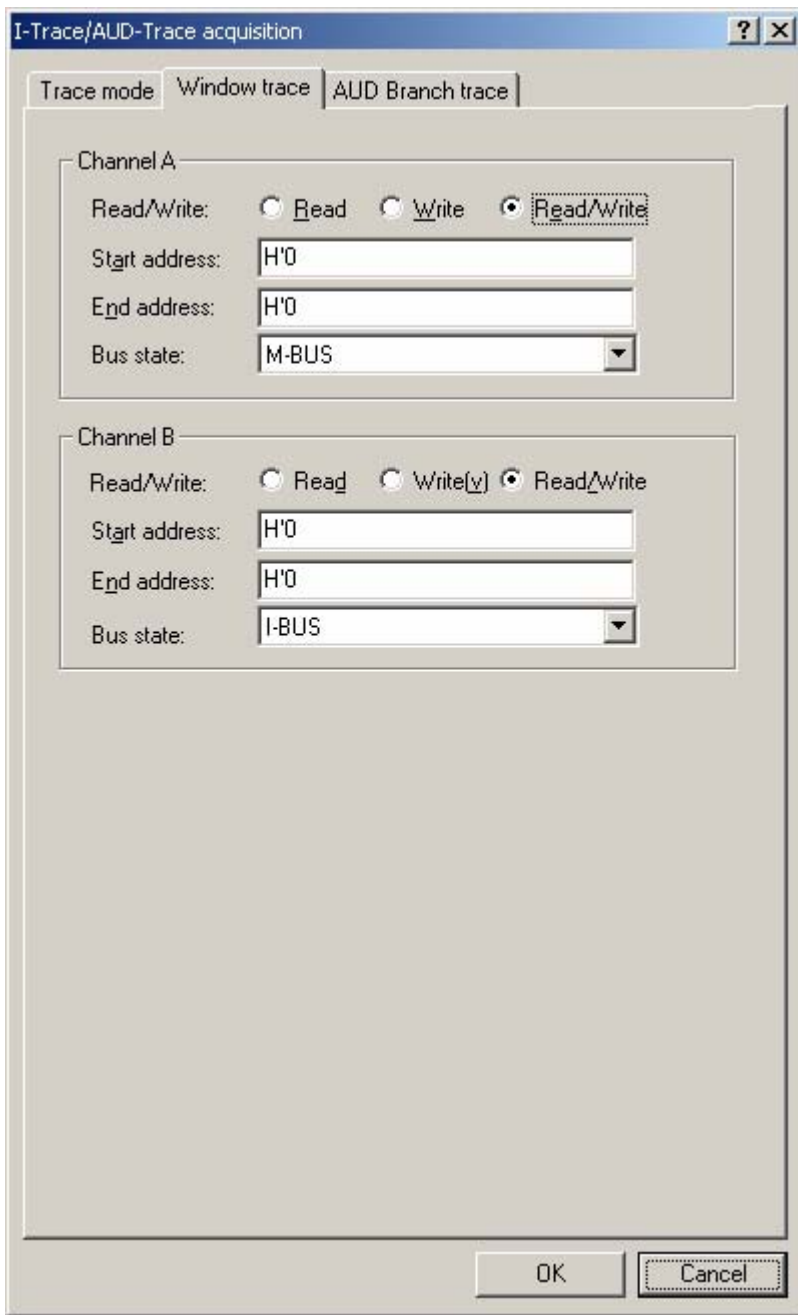 I-Trace/AUD-Trace acquisition
Trace mode Window trace AUD Branch trace
Channel A
Read/Write: Read Write Read/Write
Start address: H'0
End address: H'0
Bus state: M-BUS
Channel B
Read/Write: Read Write(v) Read/Write
Start address: H'0
End address: H'0
Bus state: I-BUS
OK Cancel